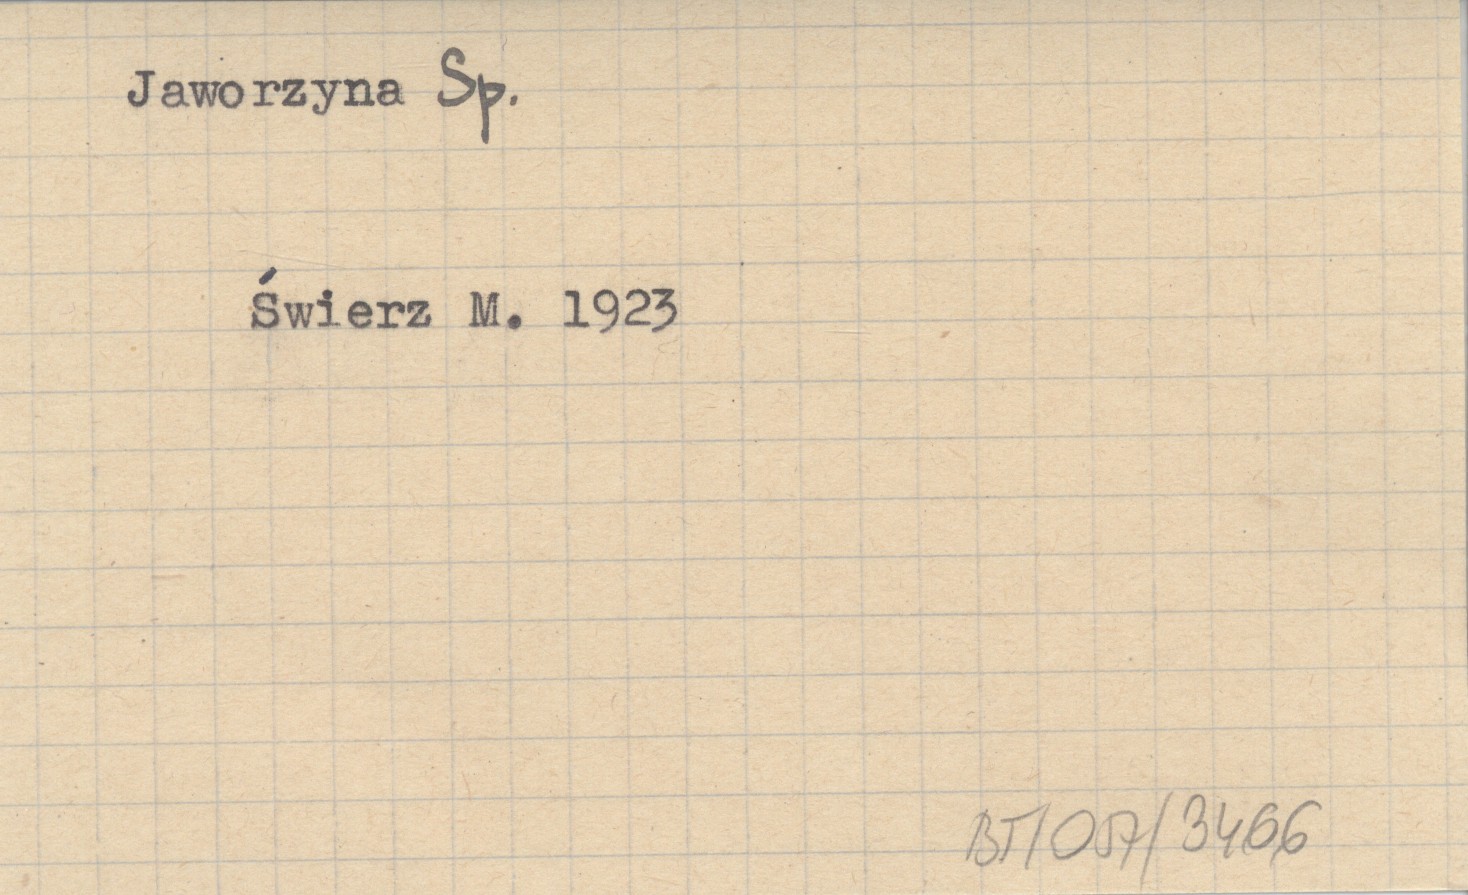 Jaworzyna Sp.
Świerz M. 1923
BT/057/3466